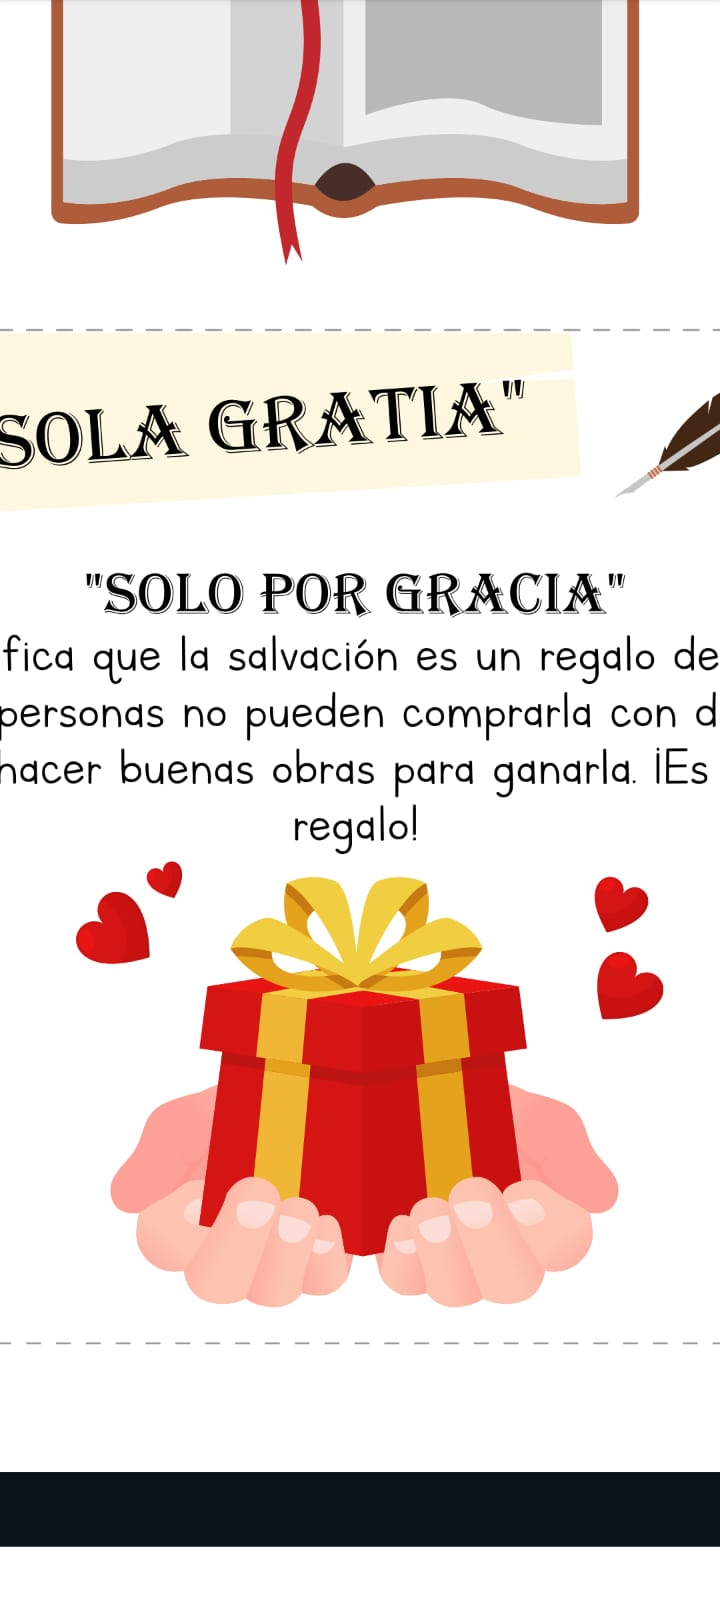 SOLA GRATIA"
"SOLO POR GRACIA"
fica que la salvación es un regalo de
personas no pueden comprarla con d
hacer buenas obras para ganarla. ¡Es
regalo!